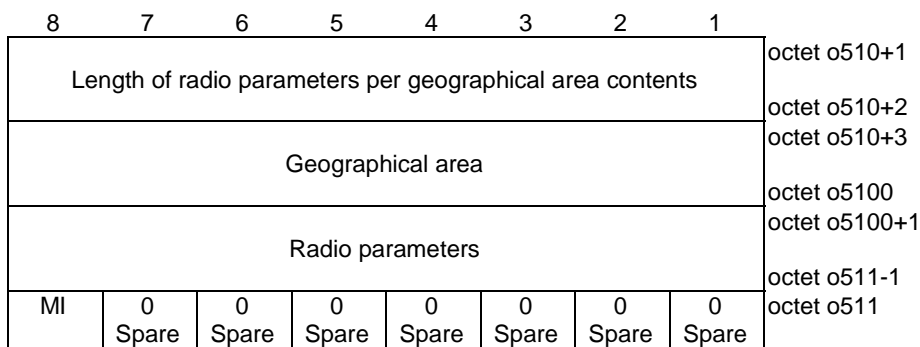 8 7 6 5 4 3 2 1
octet o510+1
Length of radio parameters per geographical area contents
octet o510+2
octet o510+3
Geographical area
octet o5100
octet o5100+1
Radio parameters
octet o511-1
MI 0 0 0 0 0 0 0 octet o511
Spare Spare Spare Spare Spare Spare Spare